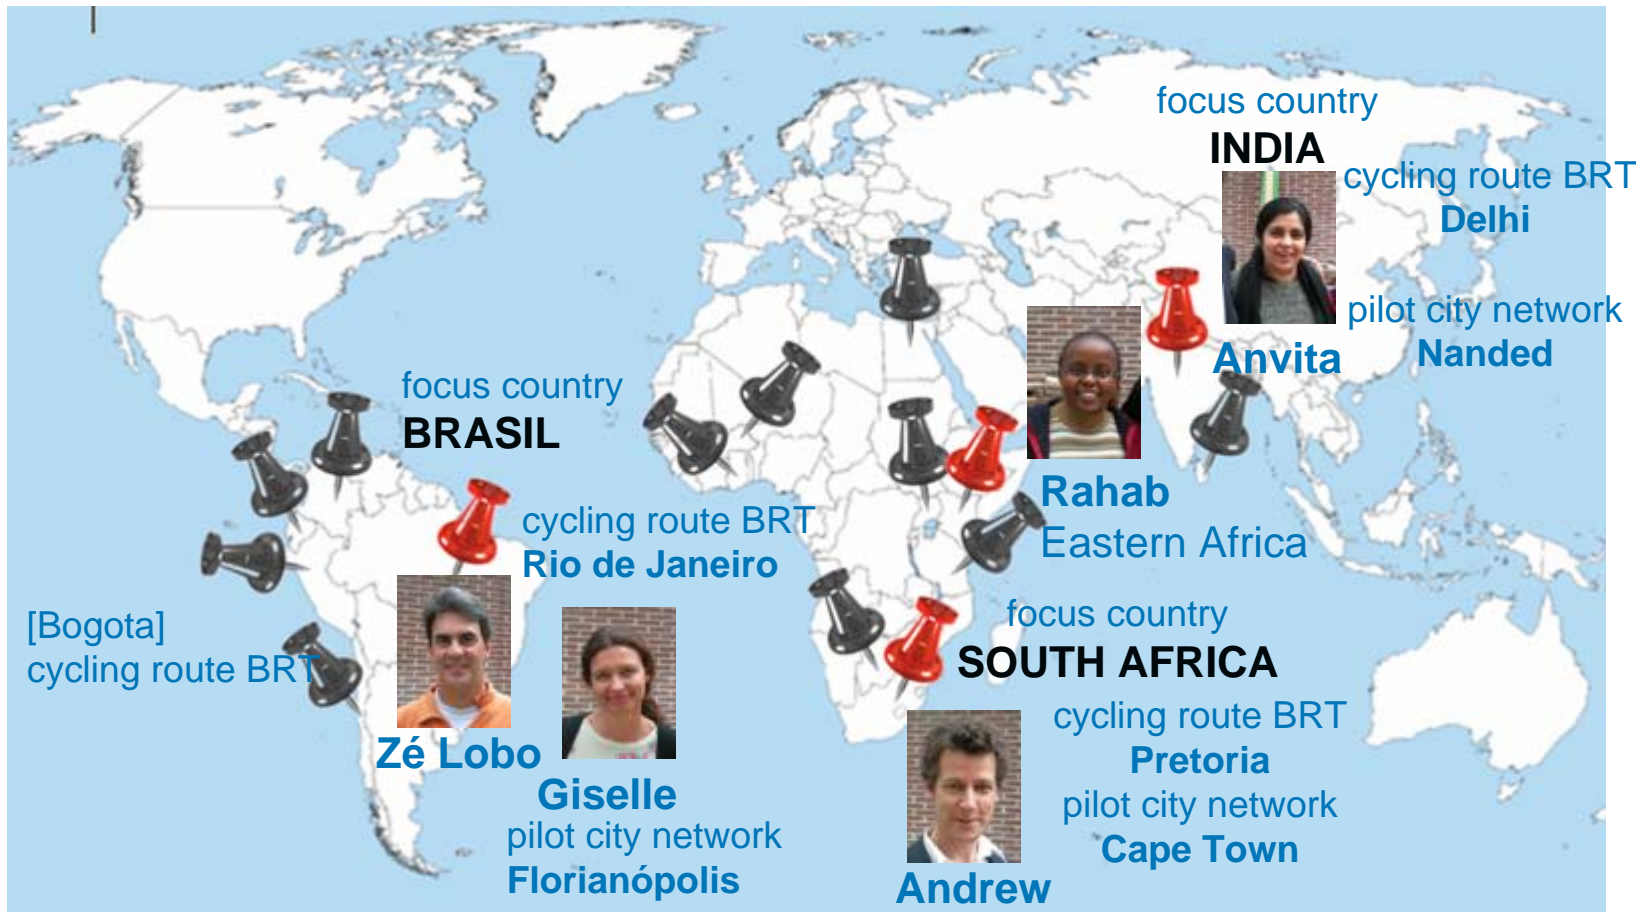 focus country
INDIA
cycling route BRT
Delhi
pilot city network
Nanded
Anvita
focus country
BRASIL
cycling route BRT
Rio de Janeiro
Rahab
Eastern Africa
[Bogota]
cycling route BRT
Zé Lobo
Giselle
pilot city network
Florianópolis
focus country
SOUTH AFRICA
cycling route BRT
Pretoria
pilot city network
Cape Town
Andrew